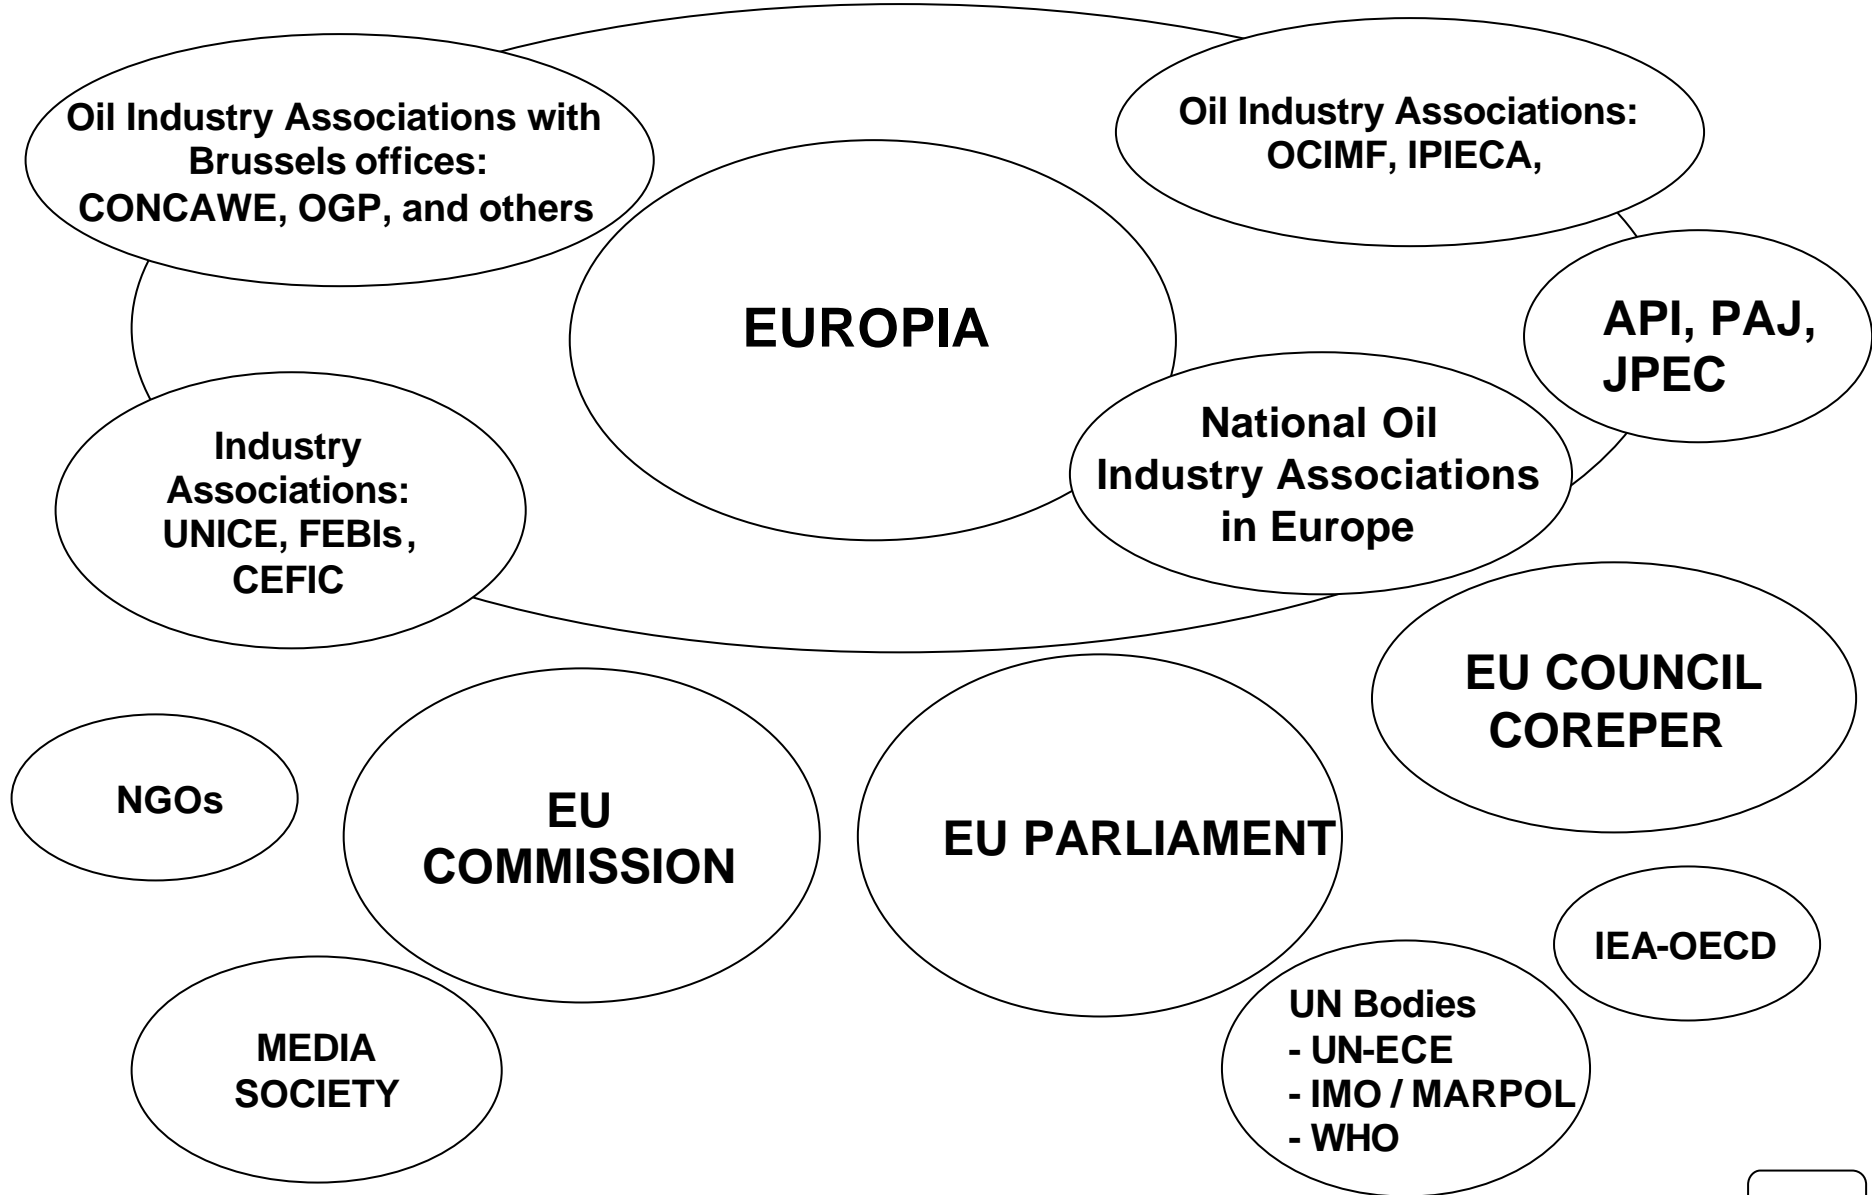 Oil Industry Associations with
Brussels offices:
CONCAWE, OGP, and others
Oil Industry Associations:
OCIMF, IPIECA,
EUROPIA
API, PAJ,
JPEC
National Oil
Industry Associations
in Europe
Industry
Associations:
UNICE, FEBIs,
CEFIC
EU COUNCIL
COREPER
NGOs
EU
COMMISSION
EU PARLIAMENT
IEA-OECD
MEDIA
SOCIETY
UN Bodies
- UN-ECE
- IMO / MARPOL
- WHO